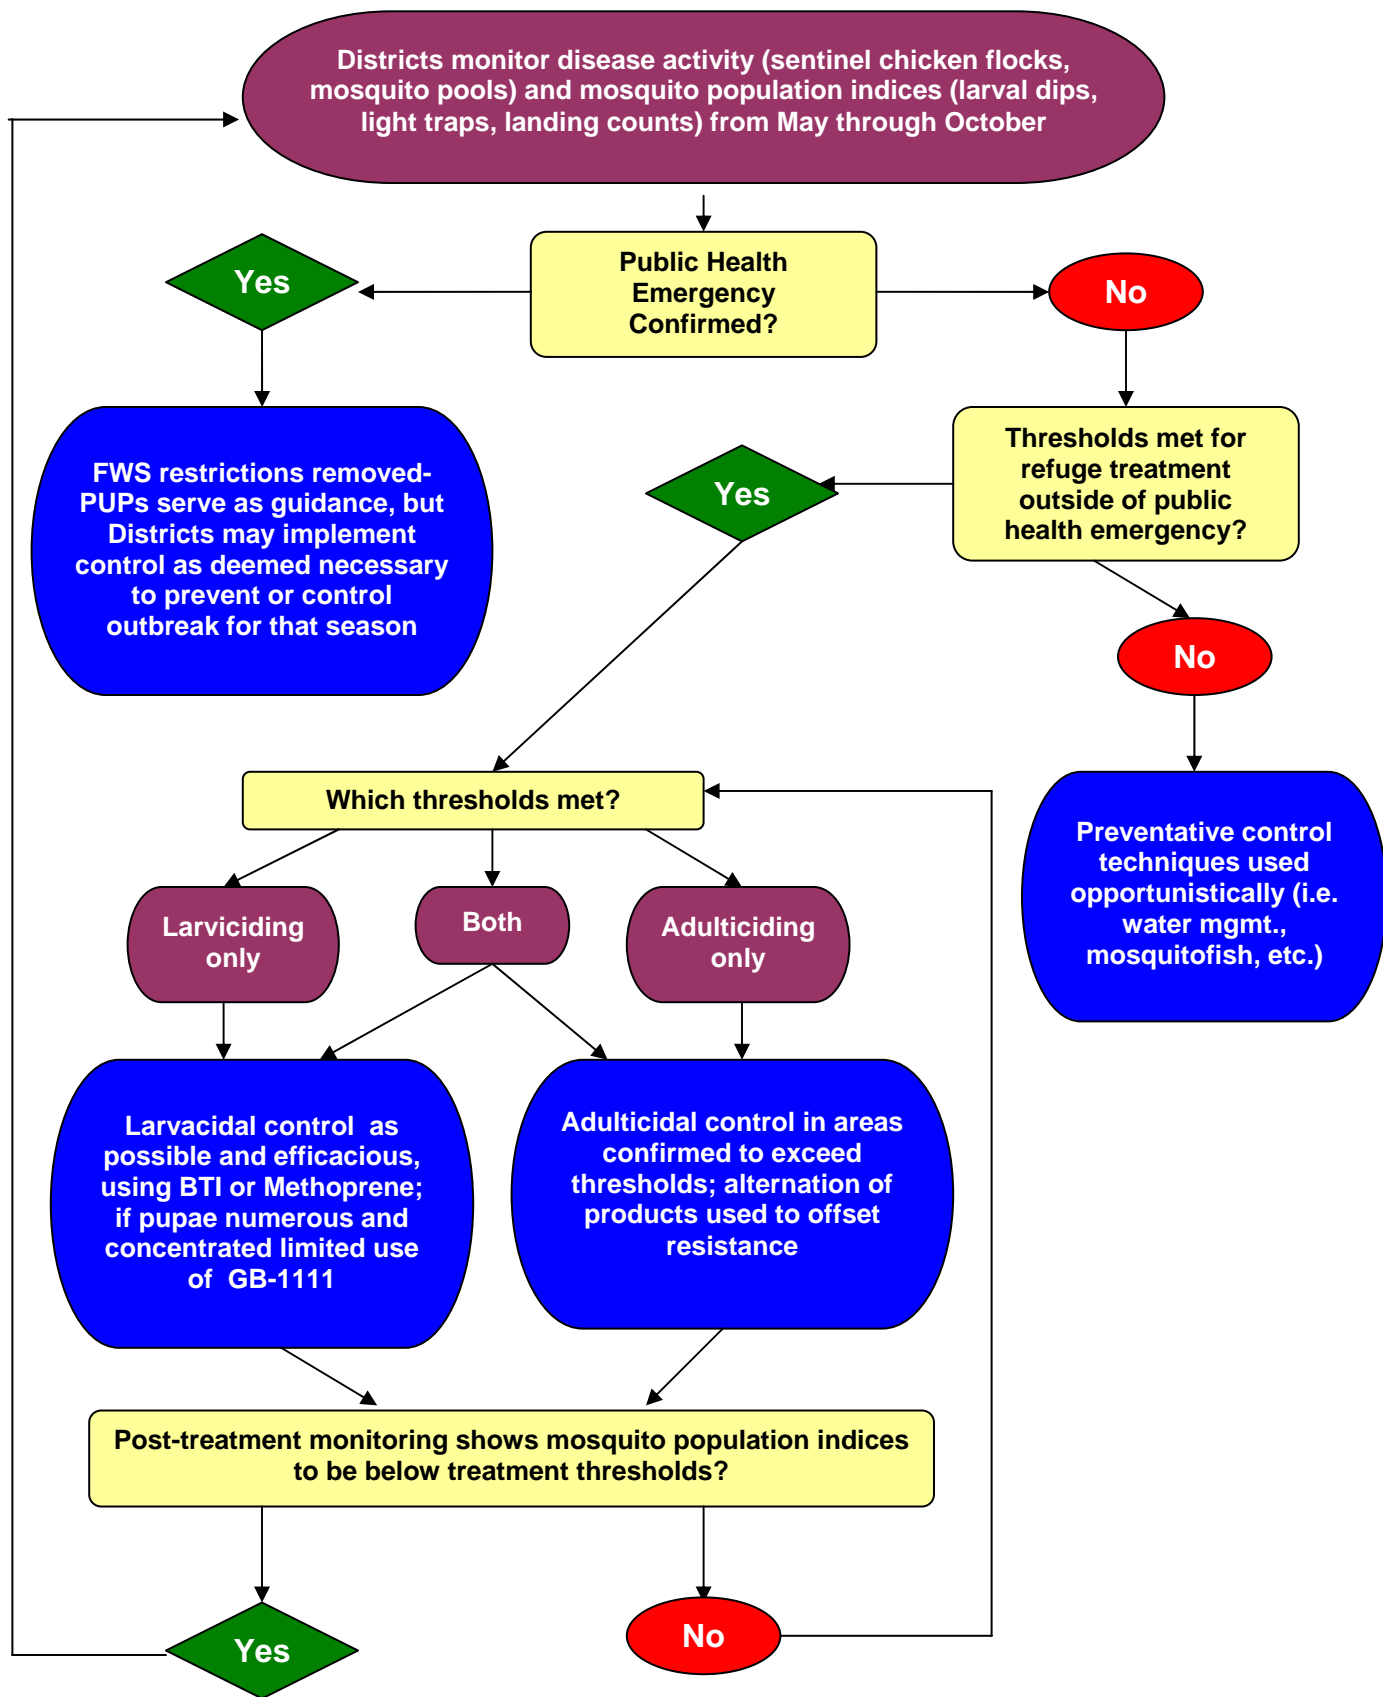 Districts monitor disease activity (sentinel chicken flocks,
mosquito pools) and mosquito population indices (larval dips,
light traps, landing counts) from May through October
Public Health
Emergency
Confirmed?
Yes
No
FWS restrictions removed-
PUPs serve as guidance, but
Districts may implement
control as deemed necessary
to prevent or control
outbreak for that season
Yes
Thresholds met for
refuge treatment
outside of public
health emergency?
No
Which thresholds met?
Preventative control
techniques used
opportunistically (i.e.
water mgmt.,
mosquitofish, etc.)
Larviciding
only
Both
Adulticiding
only
Larvacidal control as
possible and efficacious,
using BTI or Methoprene;
if pupae numerous and
concentrated limited use
of GB-1111
Adulticidal control in areas
confirmed to exceed
thresholds; alternation of
products used to offset
resistance
Post-treatment monitoring shows mosquito population indices
to be below treatment thresholds?
Yes
No